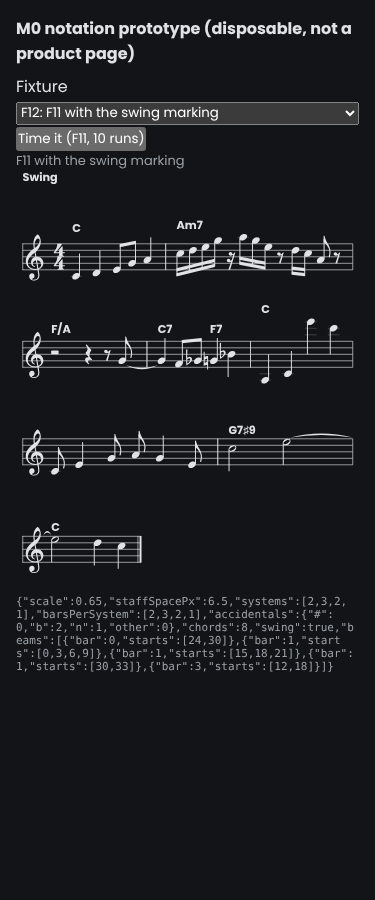 M0 notation prototype (disposable, not a
product page)
Fixture
F12: F11 with the swing marking
Time it (F11, 10 runs)
F11 with the swing marking
Swing
C Am7
4
4
F/A C7 F7 C
G7♯9
C
{"scale":0.65,"staffSpacePx":6.5,"systems":[2,3,2,
1],"barsPerSystem":[2,3,2,1],"accidentals":{"#":
0,"b":2,"n":1,"other":0},"chords":8,"swing":true,"b
eams":[{"bar":0,"starts":[24,30]},{"bar":1,"start
s":[0,3,6,9]},{"bar":1,"starts":[15,18,21]},{"bar":
1,"starts":[30,33]},{"bar":3,"starts":[12,18]}]}